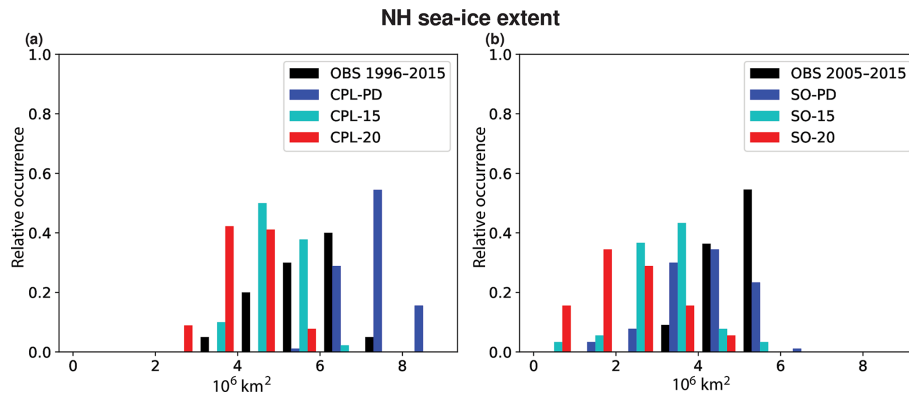 NH sea-ice extent
(a)
1.0
0.8
0.6
0.4
0.2
0.0
Relative occurrence
OBS 1996–2015
CPL-PD
CPL-15
CPL-20
0 2 4 6 8
10⁶ km²
(b)
1.0
0.8
0.6
0.4
0.2
0.0
Relative occurrence
OBS 2005–2015
SO-PD
SO-15
SO-20
0 2 4 6 8
10⁶ km²